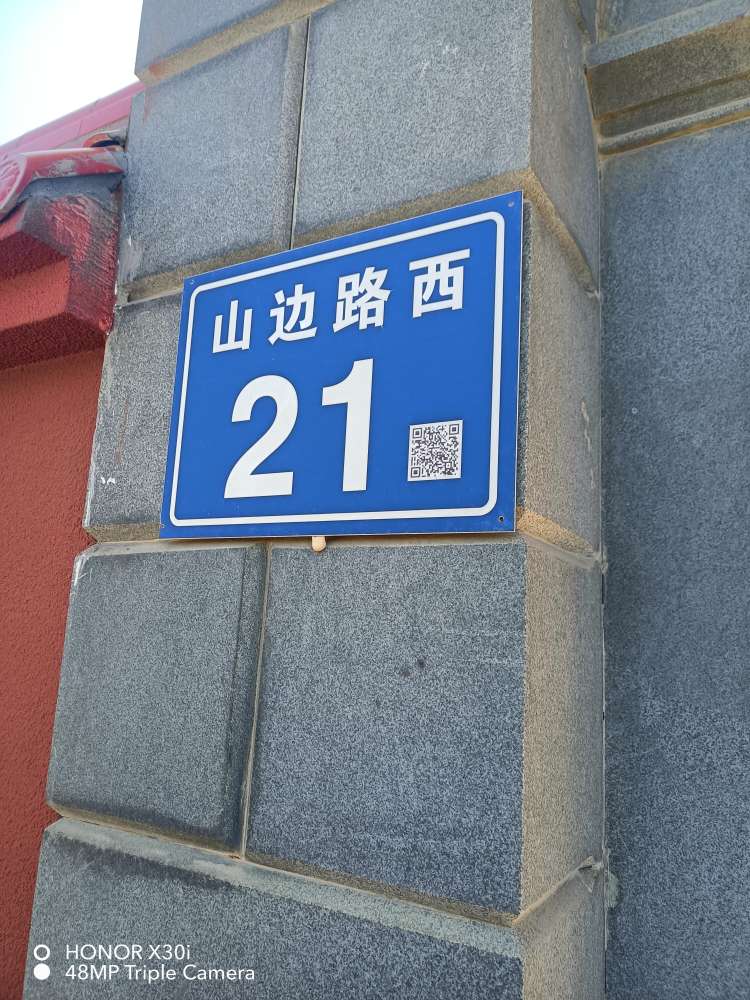 山边路西
21
HONOR X30i
48MP Triple Camera